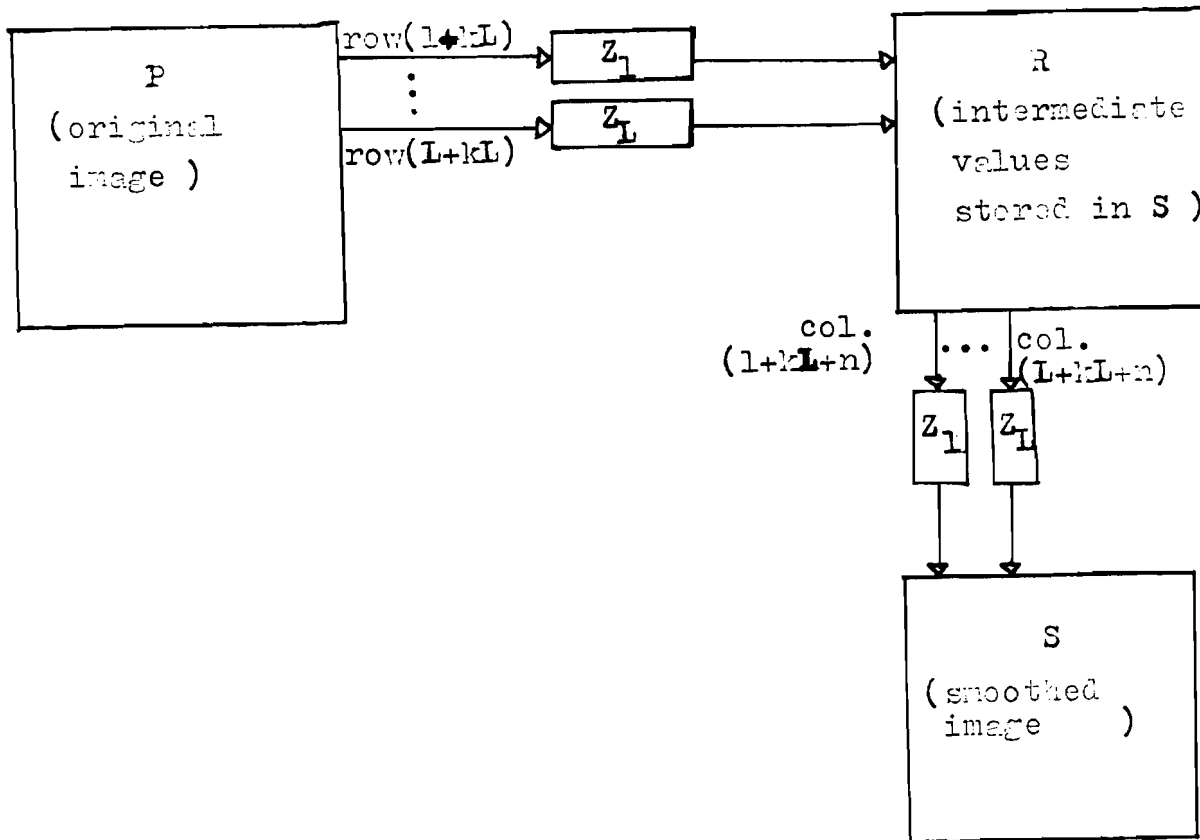 P
(original
image )
row(1+kL)
⋮
row(L+kL)
Z1
ZL
R
(intermediate
values
stored in S )
col.
(1+kL+n)
...
col.
(L+kL+n)
Z1
ZL
S
(smoothed
image )